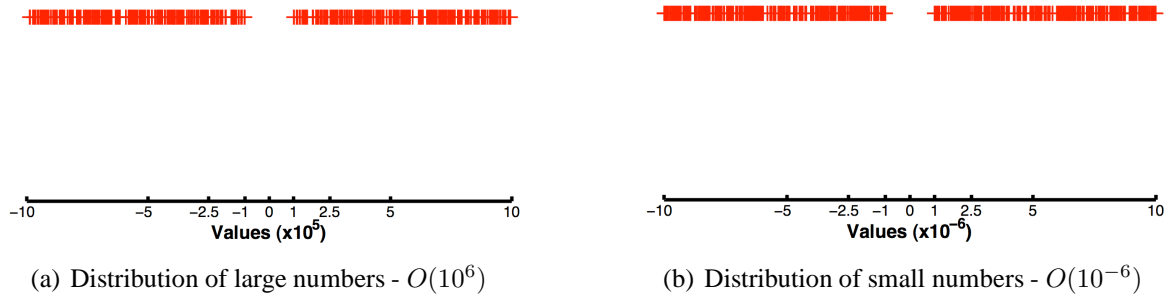 −10 −5 −2.5 −1 0 1 2.5 5 10
Values (x10^5)
(a) Distribution of large numbers - O(10^6)
−10 −5 −2.5 −1 0 1 2.5 5 10
Values (x10^−6)
(b) Distribution of small numbers - O(10^−6)